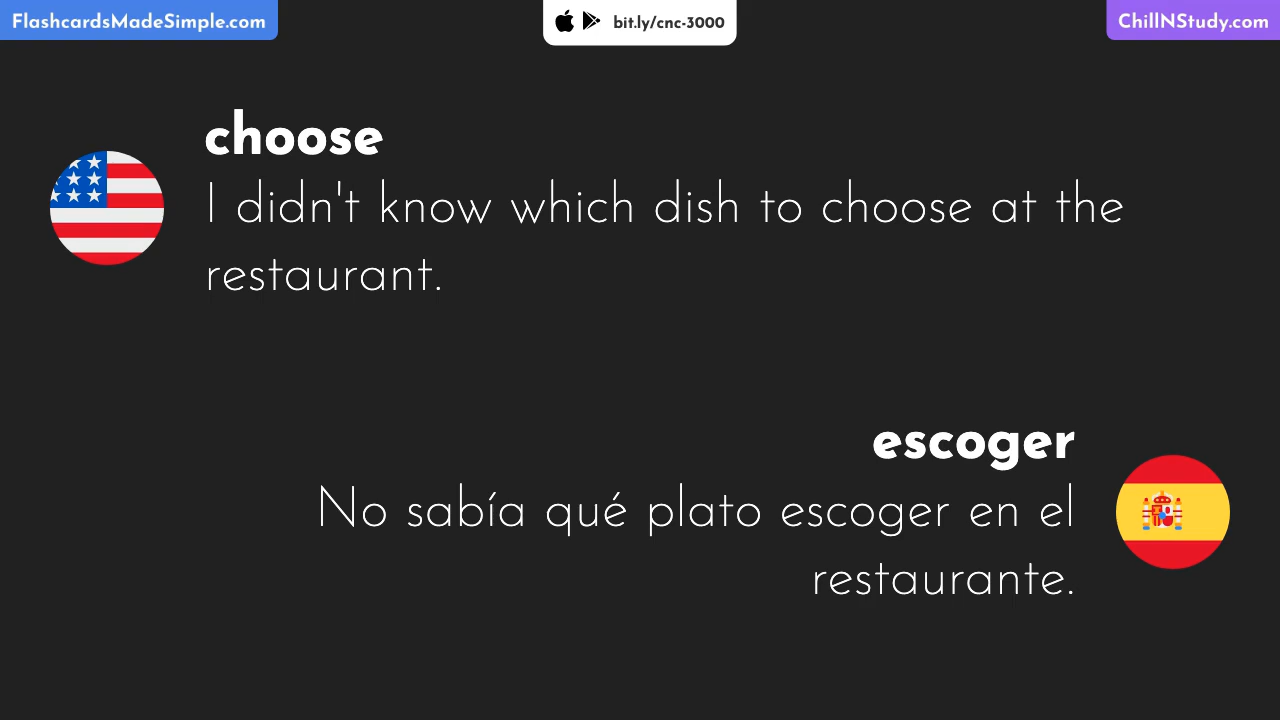 FlashcardsMadeSimple.com
bit.ly/cnc-3000
ChillNStudy.com
choose
I didn't know which dish to choose at the
restaurant.
escoger
No sabía qué plato escoger en el
restaurante.